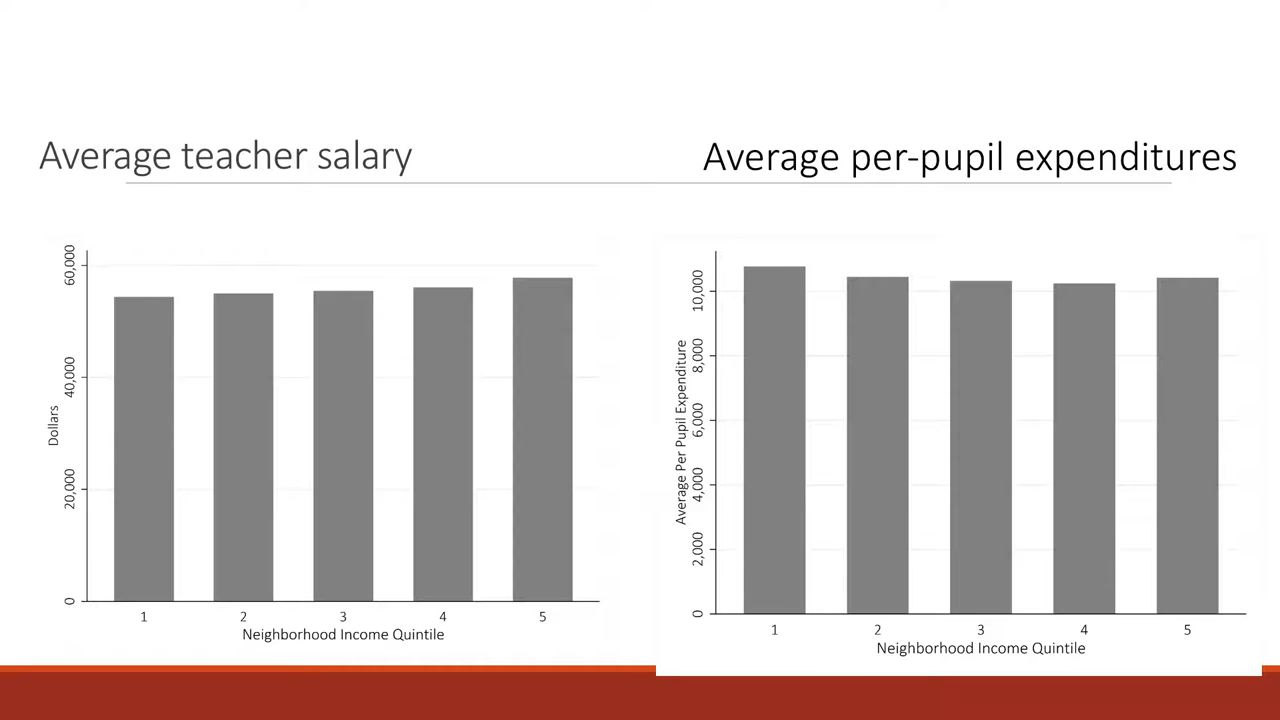 Average teacher salary
Average per-pupil expenditures
60,000
40,000
20,000
0
Dollars
1 2 3 4 5
Neighborhood Income Quintile
10,000
8,000
6,000
4,000
2,000
0
Average Per Pupil Expenditure
1 2 3 4 5
Neighborhood Income Quintile